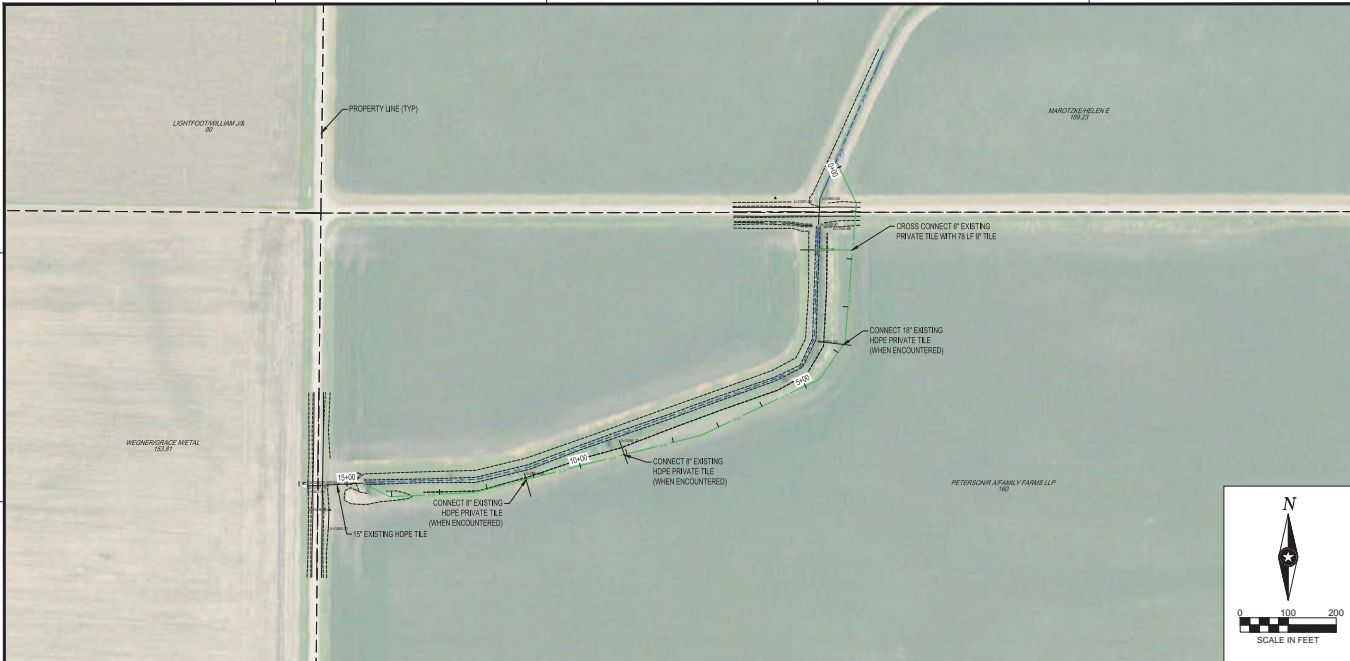 LIGHTFOOT/WILLIAM J/&
80
PROPERTY LINE (TYP)
MAROTZKE/HELEN E
189.23
0+00
CROSS CONNECT 8" EXISTING
PRIVATE TILE WITH 78 LF 8" TILE
CONNECT 18" EXISTING
HDPE PRIVATE TILE
(WHEN ENCOUNTERED)
5+00
WEGNER/GRACE M/ETAL
153.81
10+00
CONNECT 8" EXISTING
HDPE PRIVATE TILE
(WHEN ENCOUNTERED)
15+00
CONNECT 8" EXISTING
HDPE PRIVATE TILE
(WHEN ENCOUNTERED)
15" EXISTING HDPE TILE
PETERSON/R A/FAMILY FARMS LLP
160
N
0 100 200
SCALE IN FEET